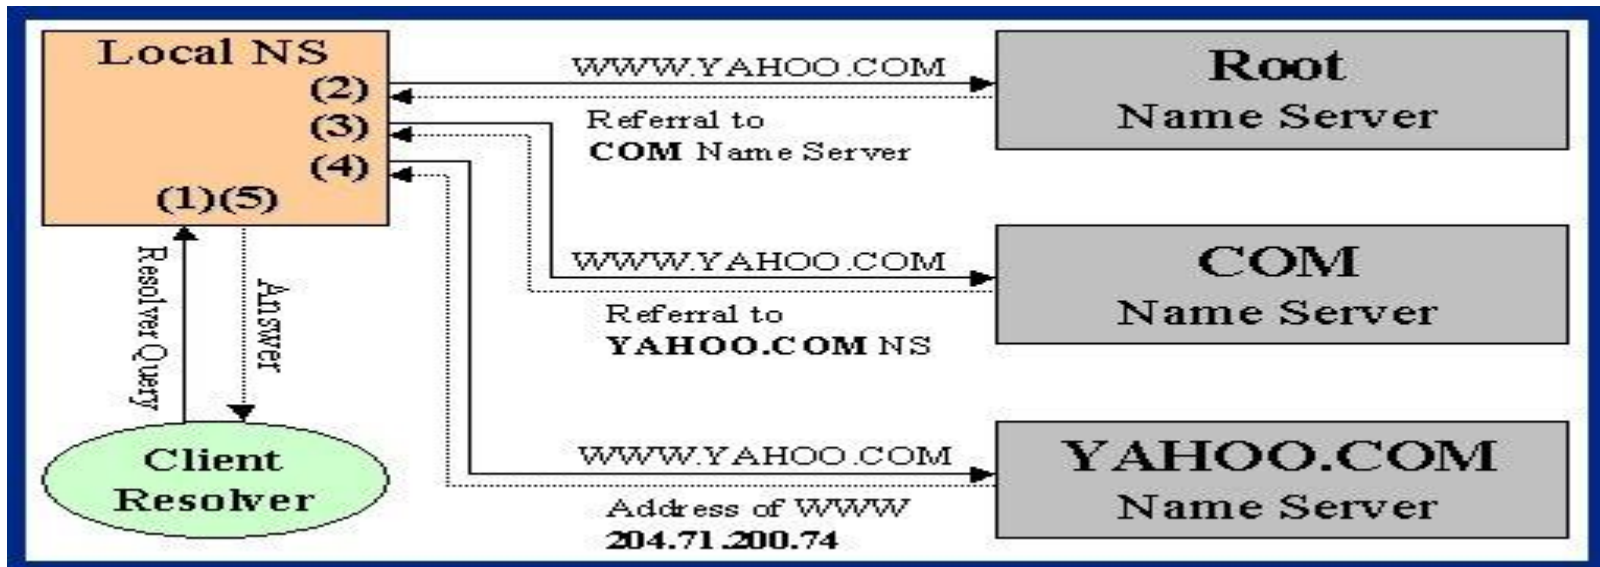 Local NS
(2)
(3)
(4)
(1)(5)
Resolver Query
Answer
Client
Resolver
WWW.YAHOO.COM
Referral to
COM Name Server
WWW.YAHOO.COM
Referral to
YAHOO.COM NS
WWW.YAHOO.COM
Address of WWW
204.71.200.74
Root
Name Server
COM
Name Server
YAHOO.COM
Name Server